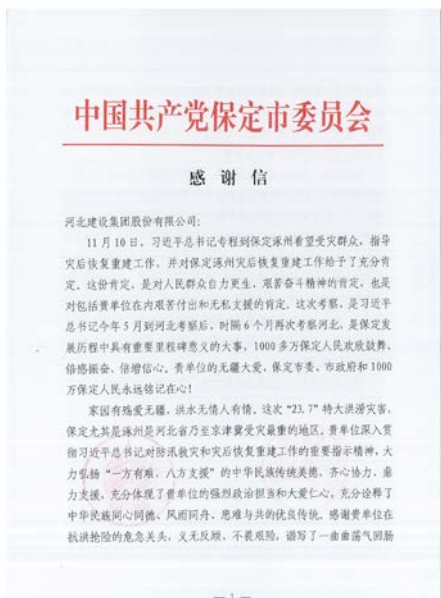 中国共产党保定市委员会
感谢信
河北建设集团股份有限公司:
11月10日，习近平总书记专程到保定涿州看望受灾群众，指导
灾后恢复重建工作，并对保定涿州灾后恢复重建工作给予了充分肯
定。这份肯定，是对人民群众自力更生，艰苦奋斗精神的肯定，也是
对包括贵单位在内艰苦付出和无私支援的肯定。这次考察，是习近平
总书记今年5月到河北考察后，时隔6个月再次考察河北，是保定发
展历程中具有重要里程碑意义的大事，1000多万保定人民欢欣鼓舞、
倍感振奋、倍增信心。贵单位的无疆大爱，保定市委、市政府和1000
万保定人民永远铭记在心！
家园有殇爱无疆，洪水无情人有情。这次“23.7”特大洪涝灾害，
保定尤其是涿州是河北省乃至京津冀受灾最重的地区，贵单位深入贯
彻习近平总书记对防汛救灾和灾后恢复重建工作的重要指示精神，大
力弘扬“一方有难，八方支援”的中华民族传统美德，齐心协力、鼎
力支援，充分体现了贵单位的强烈政治担当和大爱仁心，充分诠释了
中华民族同心同德、风雨同舟、患难与共的优良传统。感谢贵单位在
抗洪抢险的危急关头，义无反顾、不畏艰险，谱写了一曲曲荡气回肠
— 1 —